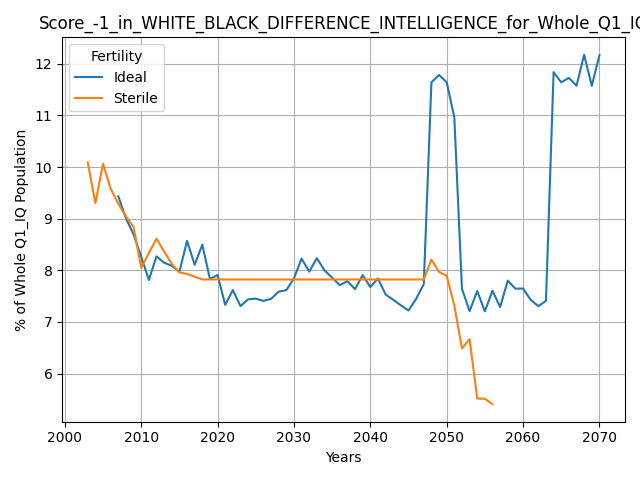 Score_-1_in_WHITE_BLACK_DIFFERENCE_INTELLIGENCE_for_Whole_Q1_IQ
Fertility
Ideal
Sterile
% of Whole Q1_IQ Population
12
11
10
9
8
7
6
2000 2010 2020 2030 2040 2050 2060 2070
Years